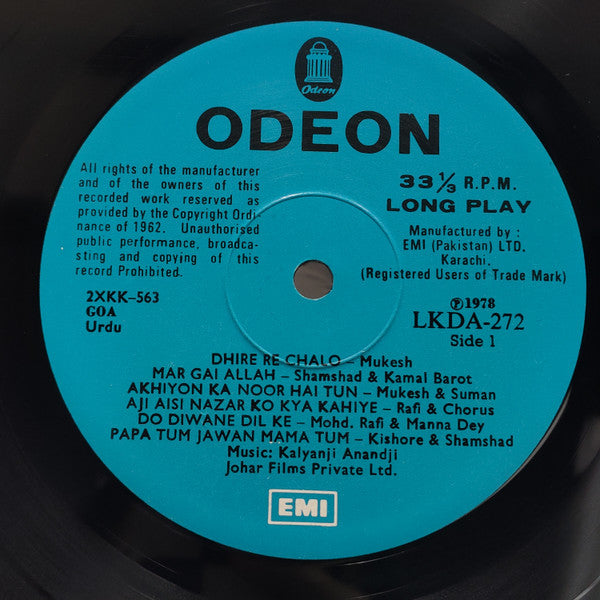 Odeon
ODEON
All rights of the manufacturer
and of the owners of this
recorded work reserved as
provided by the Copyright Ordi-
nance of 1962. Unauthorised
public performance, broadca-
sting and copying of this
record Prohibited.
33 1/3 R.P.M.
LONG PLAY
Manufactured by :
EMI (Pakistan) LTD.
Karachi.
(Registered Users of Trade Mark)
2XKK-563
GOA
Urdu
℗1978
LKDA-272
Side 1
DHIRE RE CHALO – Mukesh
MAR GAI ALLAH – Shamshad & Kamal Barot
AKHIYON KA NOOR HAI TUN – Mukesh & Suman
AJI AISI NAZAR KO KYA KAHIYE – Rafi & Chorus
DO DIWANE DIL KE – Mohd. Rafi & Manna Dey
PAPA TUM JAWAN MAMA TUM – Kishore & Shamshad
Music: Kalyanji Anandji
Johar Films Private Ltd.
EMI